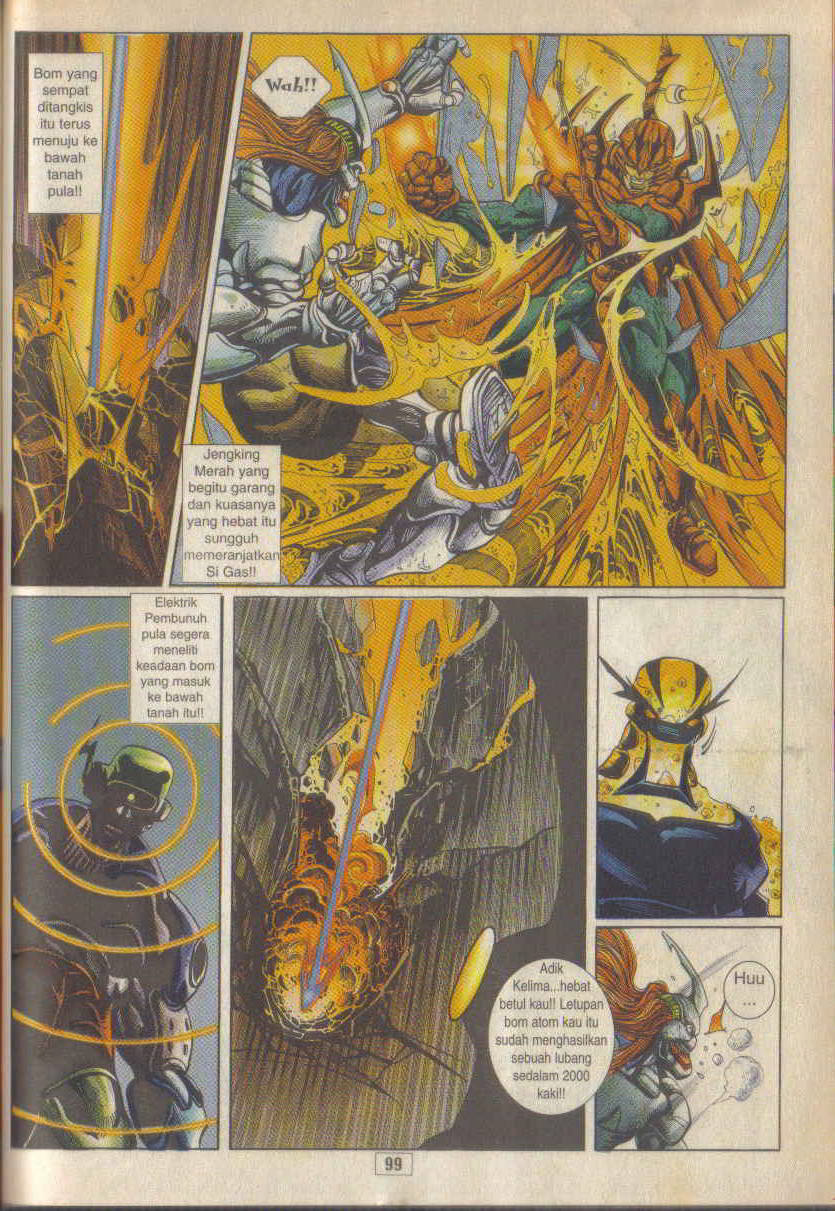 Bom yang
sempat
ditangkis
itu terus
menuju ke
bawah
tanah
pula!!
Wah!!
Jengking
Merah yang
begitu garang
dan kuasanya
yang hebat itu
sungguh
memeranjatkan
Si Gas!!
Elektrik
Pembunuh
pula segera
meneliti
keadaan bom
yang masuk
ke bawah
tanah itu!!
Adik
Kelima...hebat
betul kau!! Letupan
bom atom kau itu
sudah menghasilkan
sebuah lubang
sedalam 2000
kaki!!
Huu
...
99